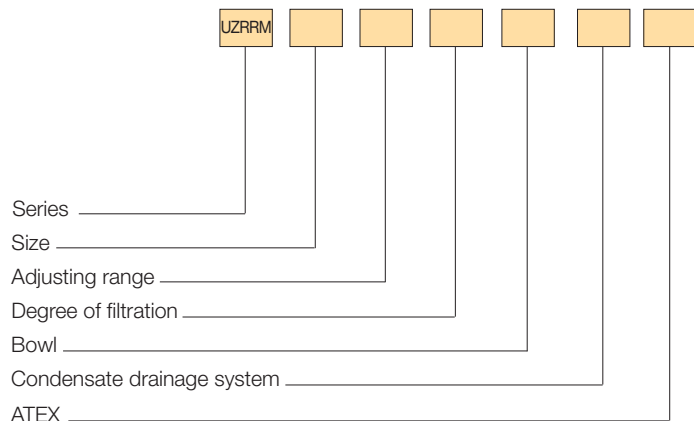 UZRRM
Series
Size
Adjusting range
Degree of filtration
Bowl
Condensate drainage system
ATEX